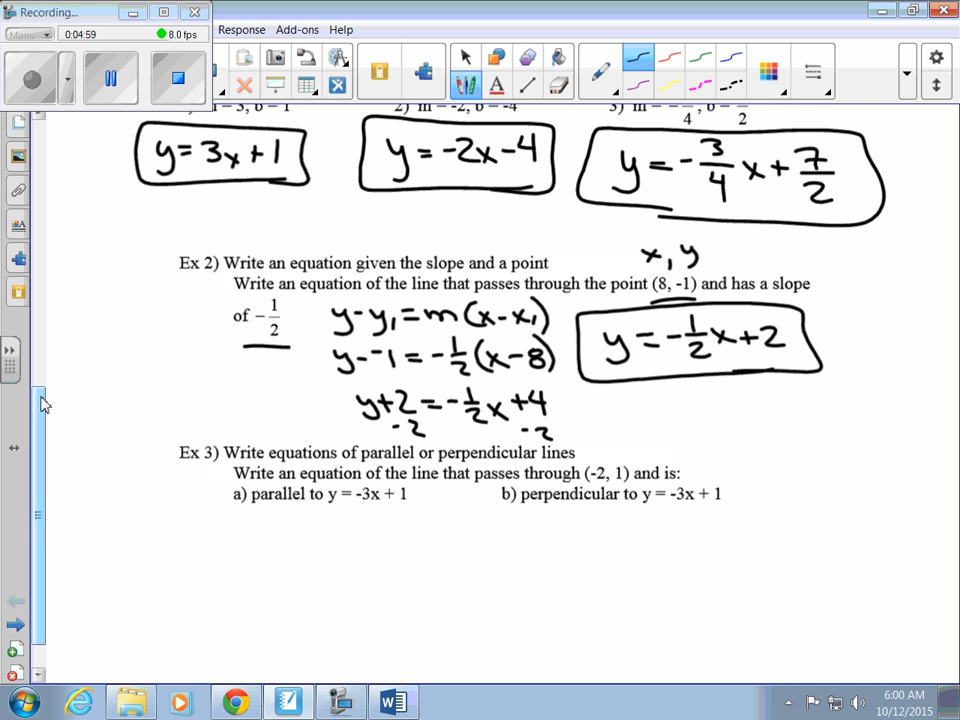 Recording...
Menu
0:04:59
8.0 fps
Response Add-ons Help
2) m = -2, b = -4
4
2
y = 3x + 1
y = -2x - 4
y = -3/4 x + 7/2
x, y
Ex 2) Write an equation given the slope and a point
Write an equation of the line that passes through the point (8, -1) and has a slope
of -1/2
y - y₁ = m(x - x₁)
y - -1 = -1/2(x - 8)
y + 2 = -1/2x + 4
-2 -2
y = -1/2x + 2
Ex 3) Write equations of parallel or perpendicular lines
Write an equation of the line that passes through (-2, 1) and is:
a) parallel to y = -3x + 1 b) perpendicular to y = -3x + 1
6:00 AM
10/12/2015